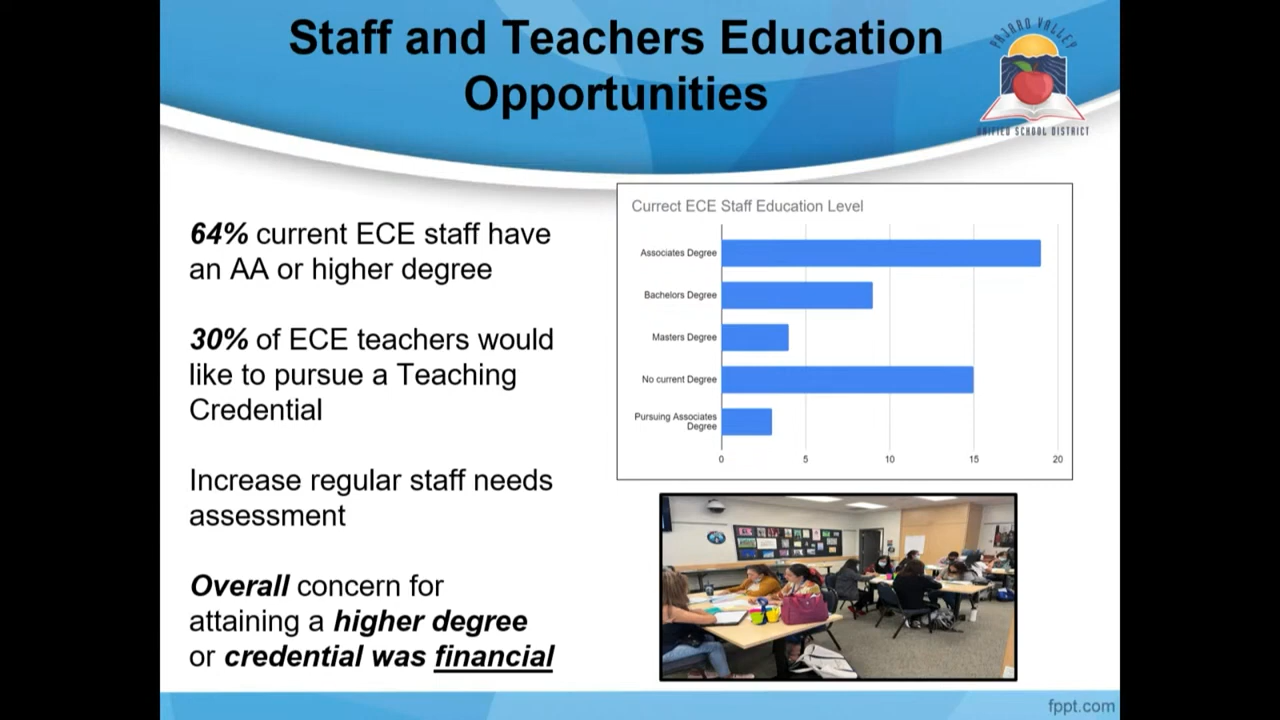 Staff and Teachers Education
Opportunities
PAJARO VALLEY
UNIFIED SCHOOL DISTRICT
64% current ECE staff have
an AA or higher degree
30% of ECE teachers would
like to pursue a Teaching
Credential
Increase regular staff needs
assessment
Overall concern for
attaining a higher degree
or credential was financial
Currect ECE Staff Education Level
Associates Degree
Bachelors Degree
Masters Degree
No current Degree
Pursuing Associates
Degree
0 5 10 15 20
fppt.com